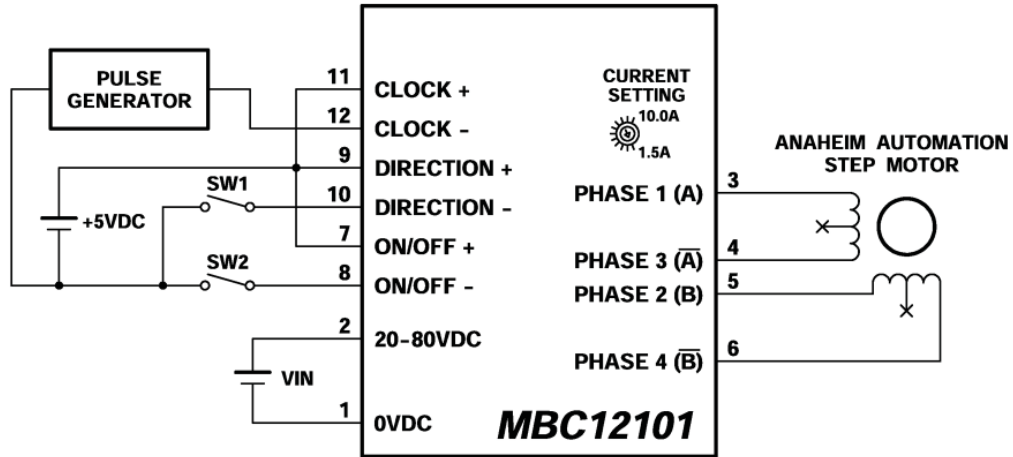 PULSE
GENERATOR
+5VDC
SW1
SW2
VIN
11
CLOCK +
12
CLOCK -
9
DIRECTION +
10
DIRECTION -
7
ON/OFF +
8
ON/OFF -
2
20-80VDC
1
0VDC
CURRENT
SETTING
10.0A
1.5A
PHASE 1 (A)
3
PHASE 3 (A̅)
4
PHASE 2 (B)
5
PHASE 4 (B̅)
6
MBC12101
ANAHEIM AUTOMATION
STEP MOTOR